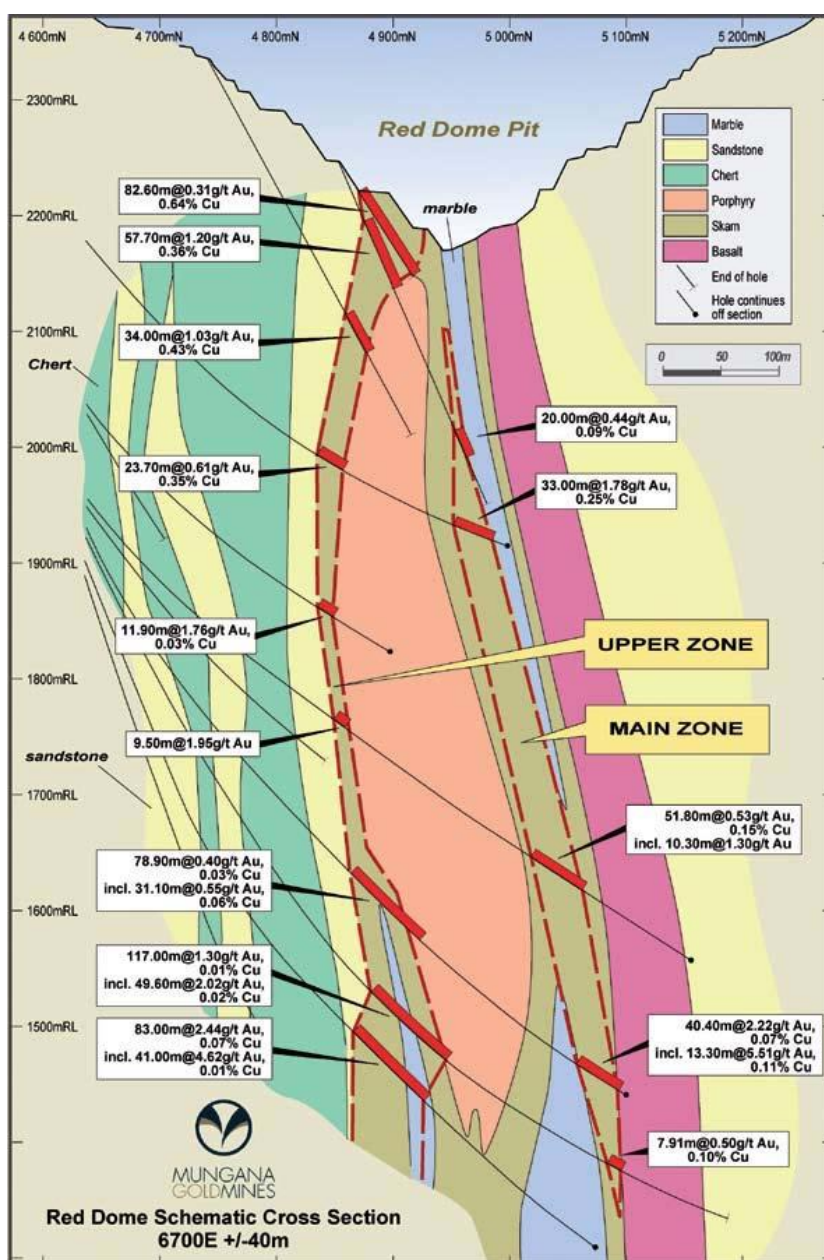 4 600mN 4 700mN 4 800mN 4 900mN 5 000mN 5 100mN 5 200mN
2300mRL
Red Dome Pit
Marble
Sandstone
Chert
Porphyry
Skarn
Basalt
End of hole
Hole continues
off section
0 50 100m
82.60m@0.31g/t Au,
0.64% Cu
marble
2200mRL
57.70m@1.20g/t Au,
0.36% Cu
34.00m@1.03g/t Au,
0.43% Cu
2100mRL
Chert
20.00m@0.44g/t Au,
0.09% Cu
2000mRL
23.70m@0.61g/t Au,
0.35% Cu
33.00m@1.78g/t Au,
0.25% Cu
1900mRL
11.90m@1.76g/t Au,
0.03% Cu
UPPER ZONE
1800mRL
9.50m@1.95g/t Au
MAIN ZONE
sandstone
1700mRL
51.80m@0.53g/t Au,
0.15% Cu
incl. 10.30m@1.30g/t Au
78.90m@0.40g/t Au,
0.03% Cu
incl. 31.10m@0.55g/t Au,
0.06% Cu
1600mRL
117.00m@1.30g/t Au,
0.01% Cu
incl. 49.60m@2.02g/t Au,
0.02% Cu
1500mRL
83.00m@2.44g/t Au,
0.07% Cu
incl. 41.00m@4.62g/t Au,
0.01% Cu
40.40m@2.22g/t Au,
0.07% Cu
incl. 13.30m@5.51g/t Au,
0.11% Cu
7.91m@0.50g/t Au,
0.10% Cu
MUNGANA
GOLDMINES
Red Dome Schematic Cross Section
6700E +/-40m